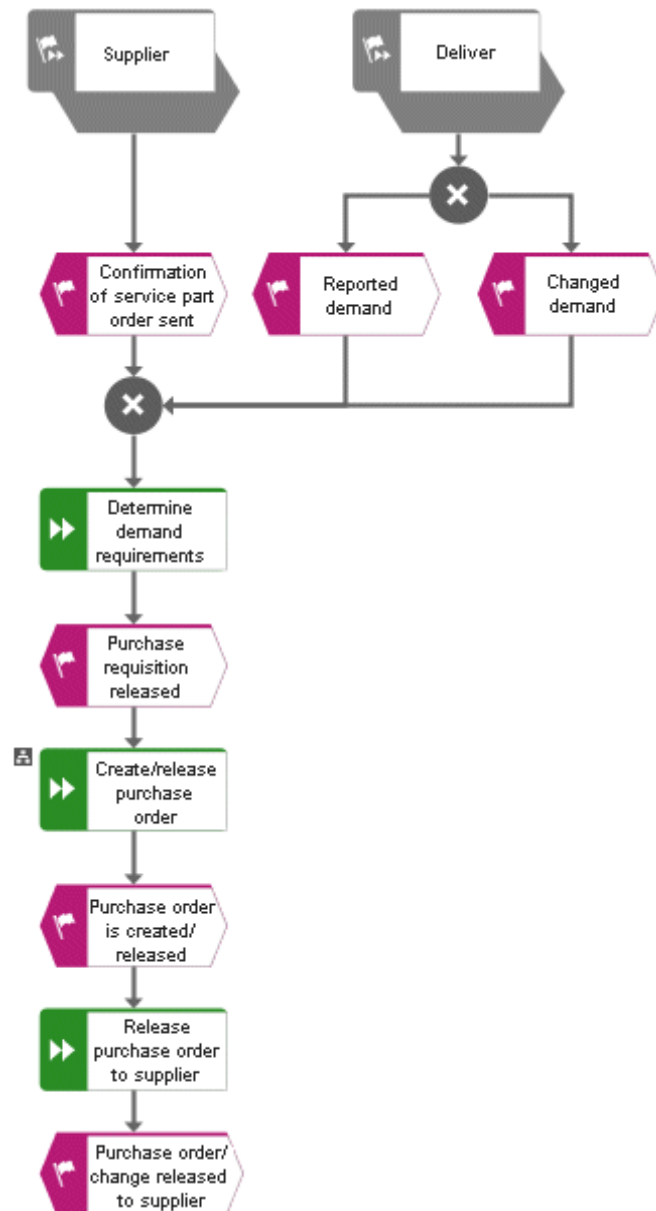 Supplier
Deliver
Confirmation
of service part
order sent
Reported
demand
Changed
demand
Determine
demand
requirements
Purchase
requisition
released
Create/release
purchase
order
Purchase order
is created/
released
Release
purchase order
to supplier
Purchase order/
change released
to supplier